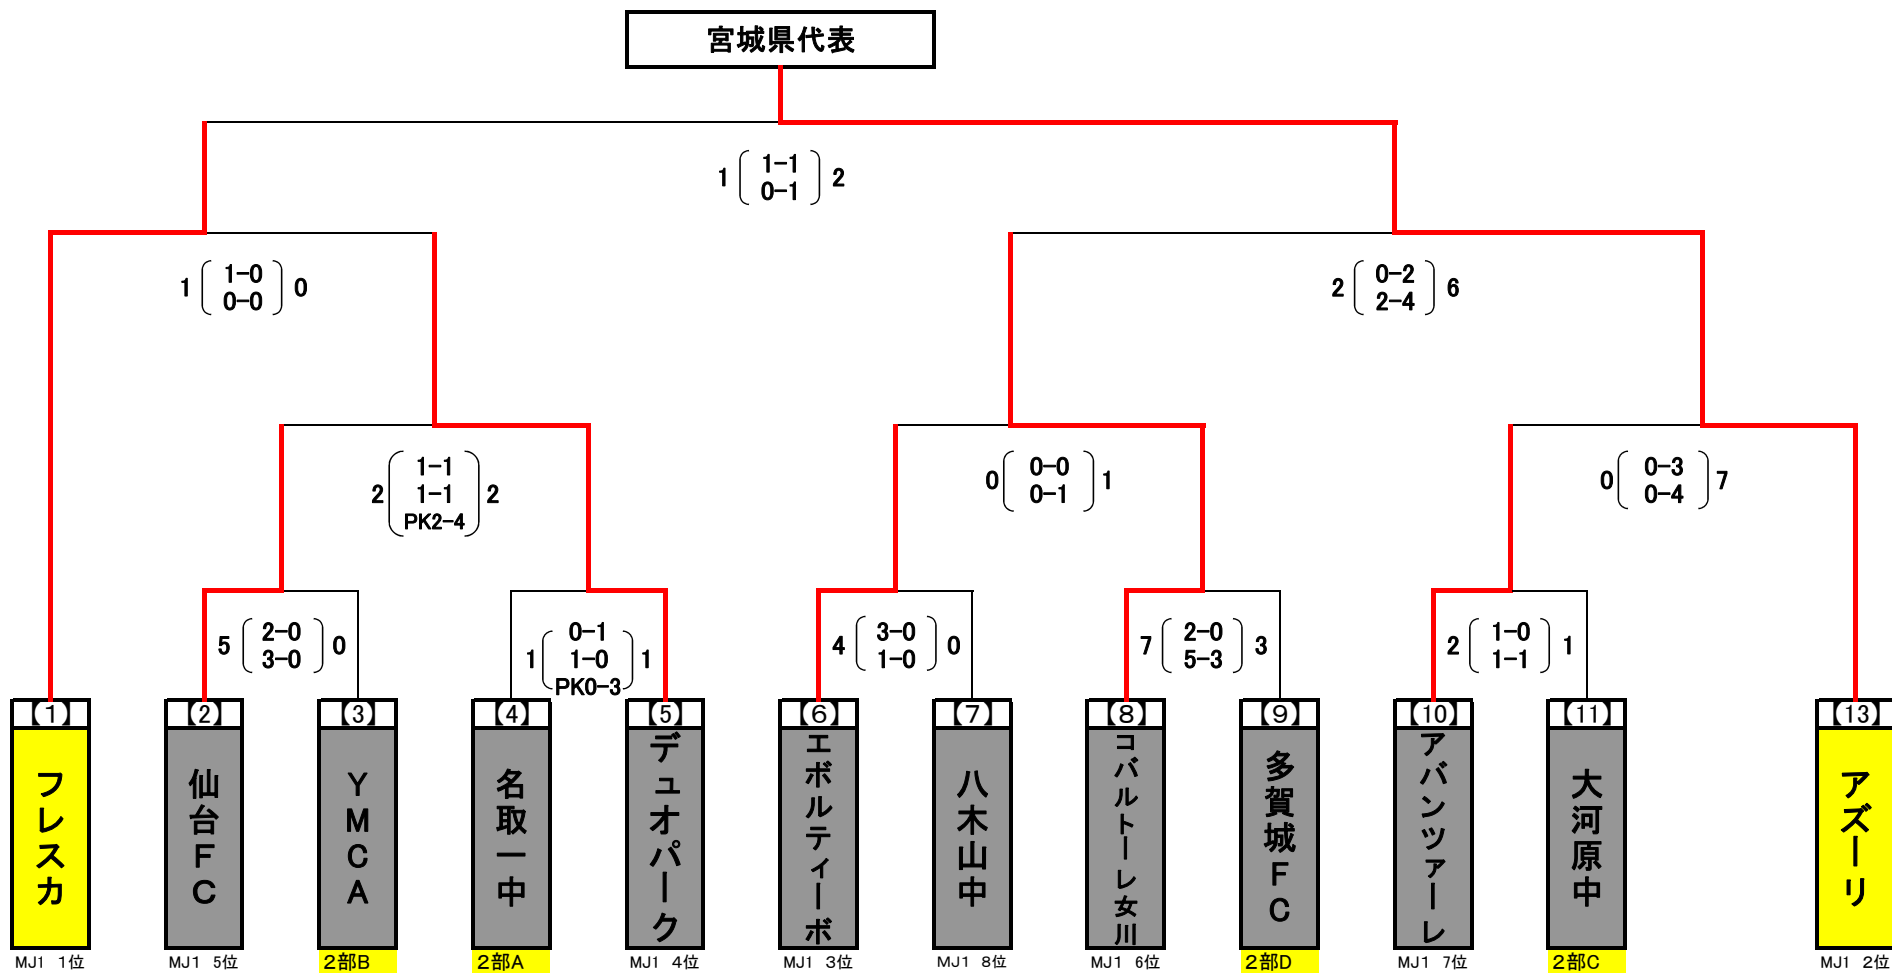 宮城県代表
1 1-1 2
0-1
1 1-0 0
0-0
2 0-2 6
2-4
2 1-1 2
1-1
PK2-4
0 0-0 1
0-1
0 0-3 7
0-4
5 2-0 0
3-0
1 0-1 1
1-0
PK0-3
4 3-0 0
1-0
7 2-0 3
5-3
2 1-0 1
1-1
【1】
【2】
【3】
【4】
【5】
【6】
【7】
【8】
【9】
【10】
【11】
【13】
フレスカ
仙台FC
YMCA
名取一中
デュオパーク
エボルティーボ
八木山中
コバルトーレ女川
多賀城FC
アバンツァーレ
大河原中
アズーリ
MJ1 1位
MJ1 5位
2部B
2部A
MJ1 4位
MJ1 3位
MJ1 8位
MJ1 6位
2部D
MJ1 7位
2部C
MJ1 2位